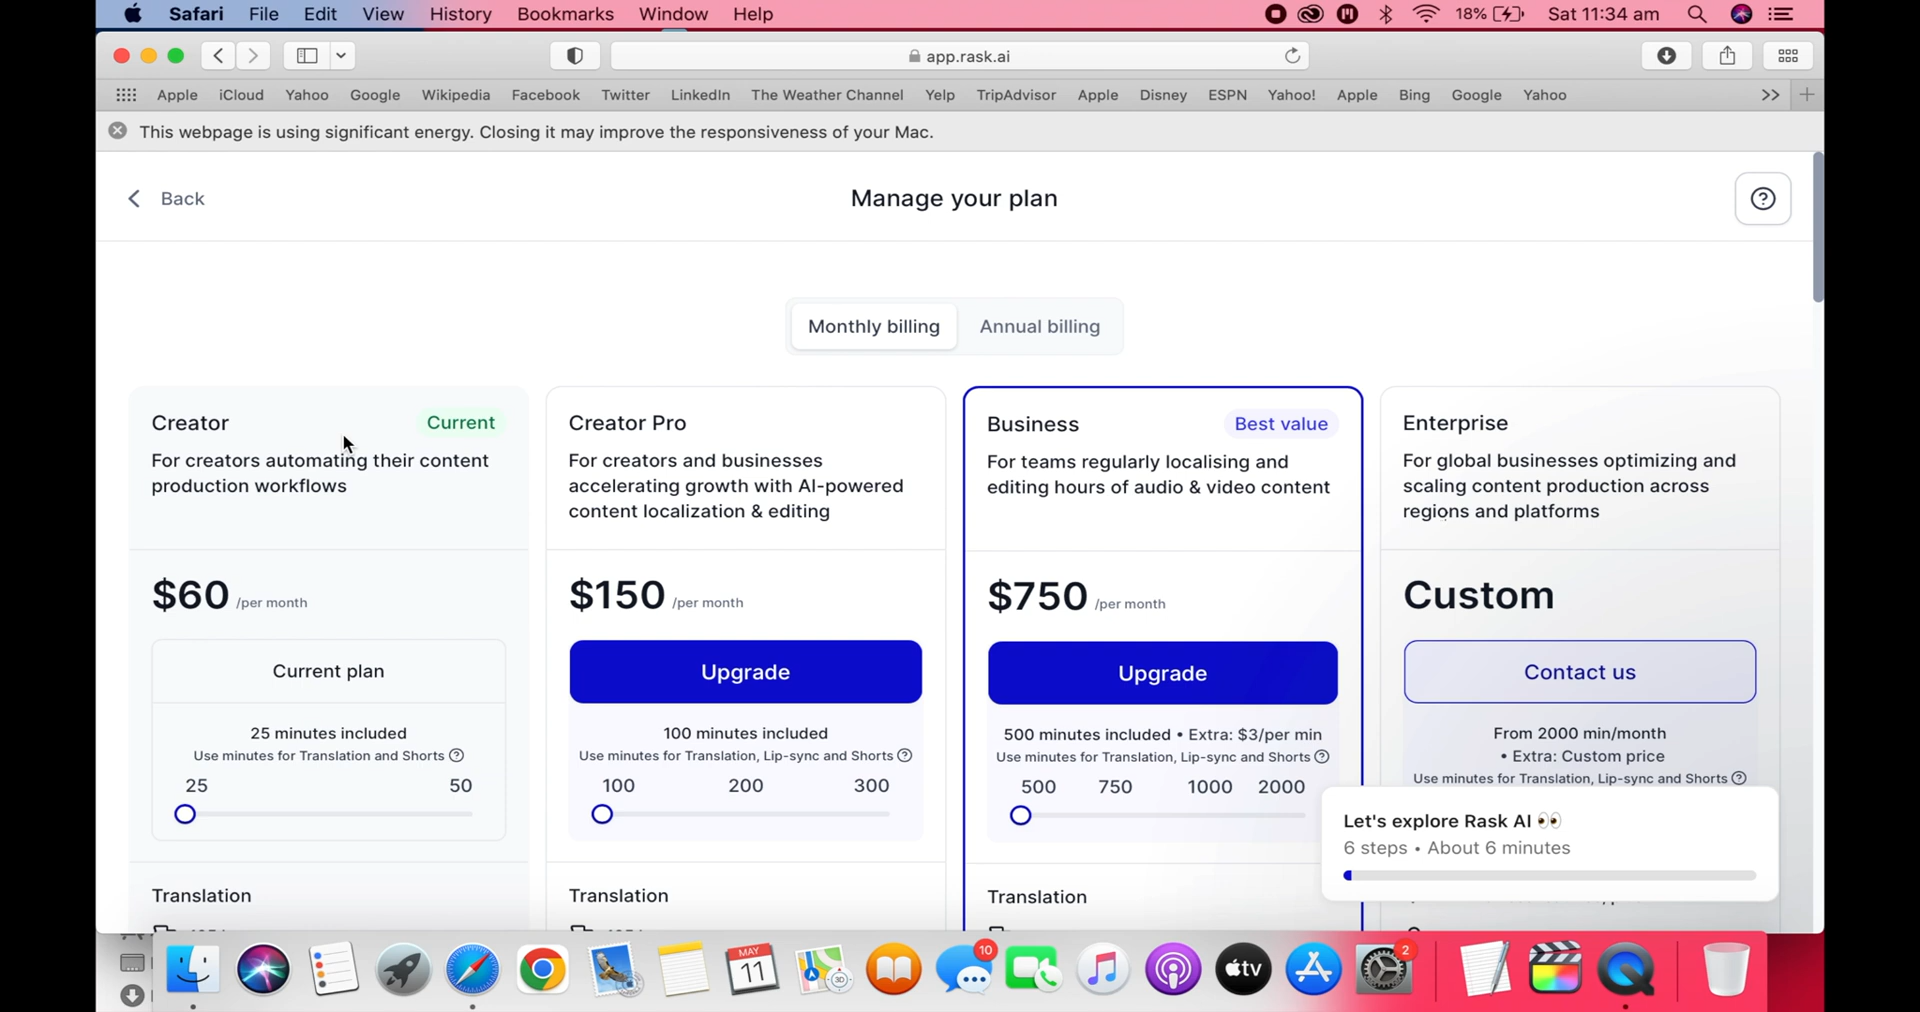 Safari File Edit View History Bookmarks Window Help 18% Sat 11:34 am
app.rask.ai
Apple iCloud Yahoo Google Wikipedia Facebook Twitter LinkedIn The Weather Channel Yelp TripAdvisor Apple Disney ESPN Yahoo! Apple Bing Google Yahoo
This webpage is using significant energy. Closing it may improve the responsiveness of your Mac.
Back
Manage your plan
Monthly billing Annual billing
Creator Current
For creators automating their content
production workflows
$60 /per month
Current plan
25 minutes included
Use minutes for Translation and Shorts
25 50
Translation
Creator Pro
For creators and businesses
accelerating growth with AI-powered
content localization & editing
$150 /per month
Upgrade
100 minutes included
Use minutes for Translation, Lip-sync and Shorts
100 200 300
Translation
Business Best value
For teams regularly localising and
editing hours of audio & video content
$750 /per month
Upgrade
500 minutes included • Extra: $3/per min
Use minutes for Translation, Lip-sync and Shorts
500 750 1000 2000
Translation
Enterprise
For global businesses optimizing and
scaling content production across
regions and platforms
Custom
Contact us
From 2000 min/month
• Extra: Custom price
Use minutes for Translation, Lip-sync and Shorts
Let's explore Rask AI 👀
6 steps • About 6 minutes
MAY
11
3D
10
tv
2